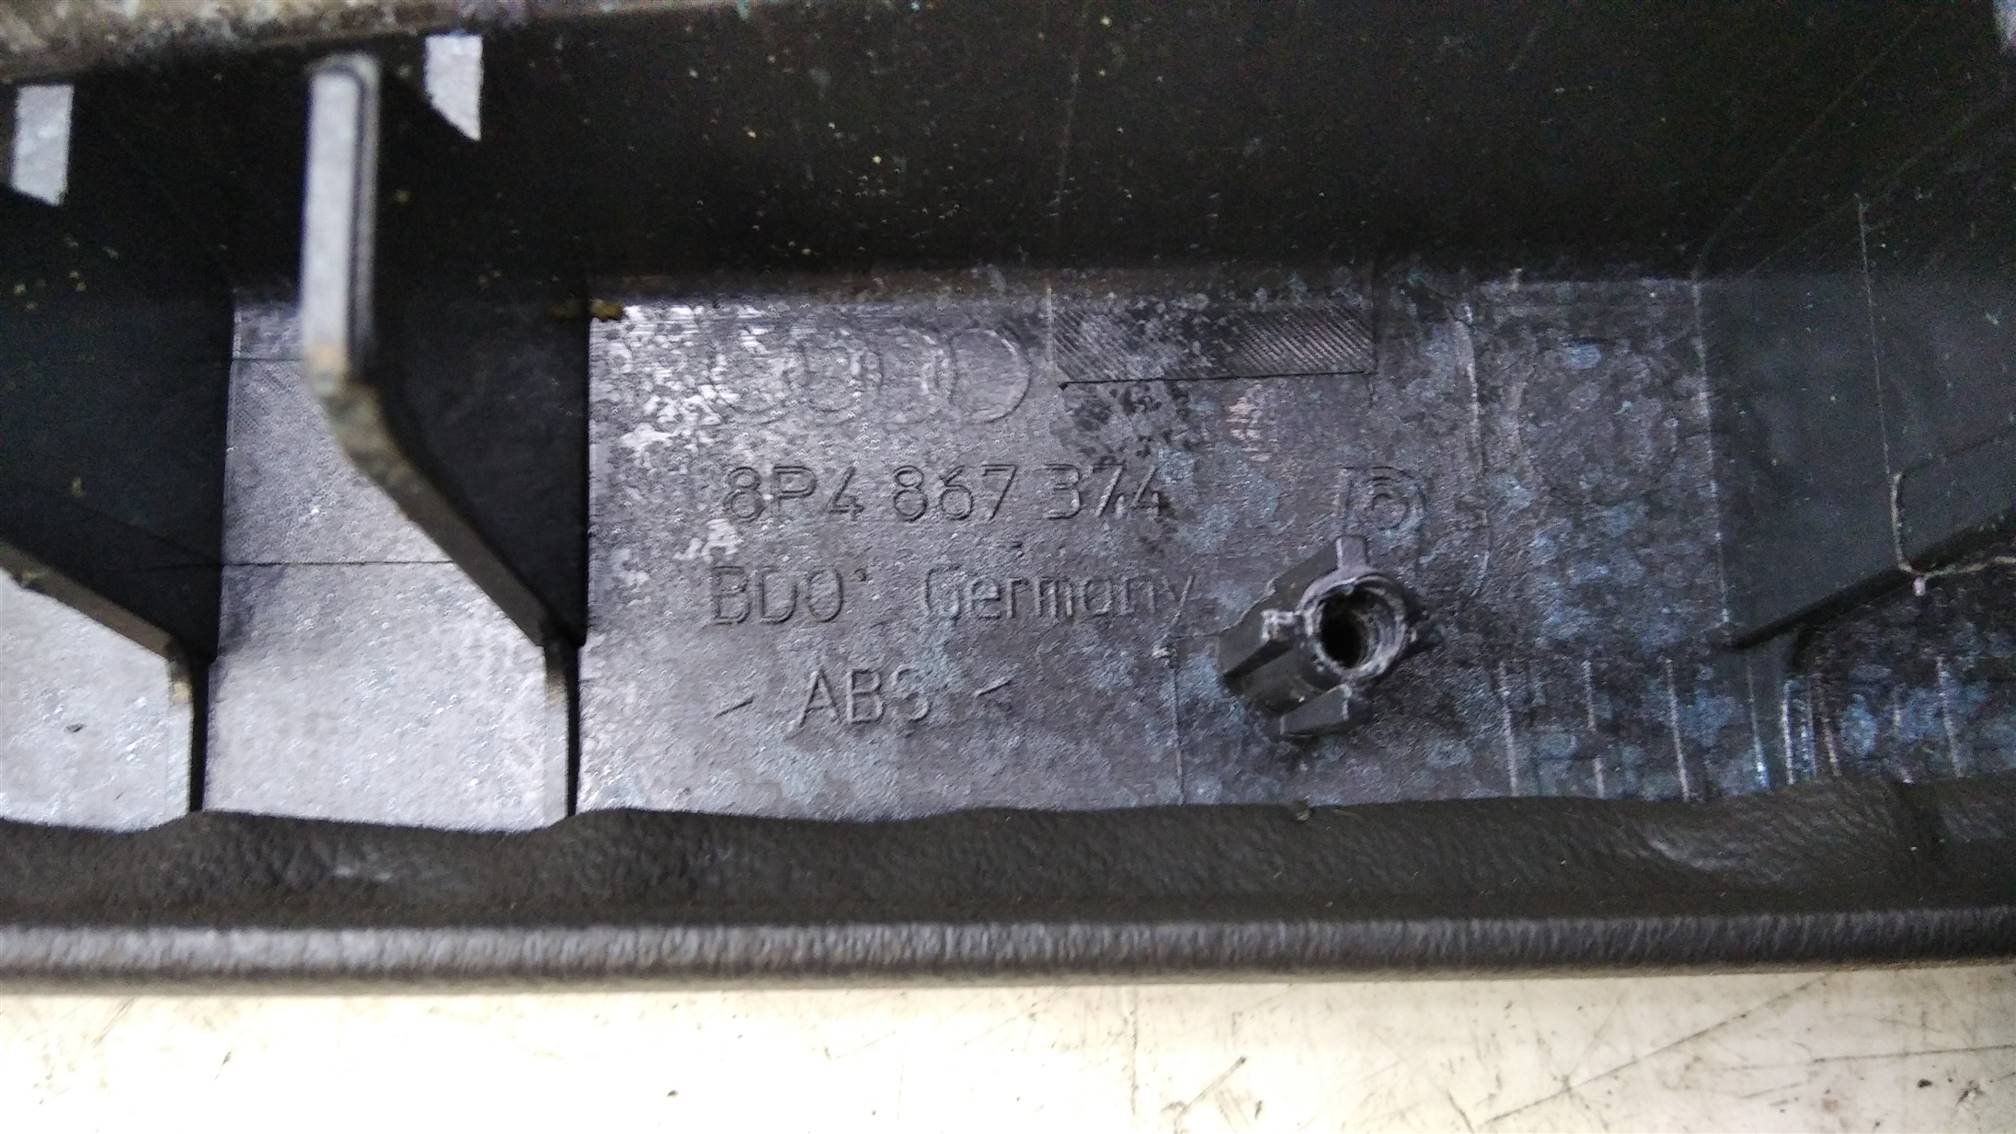 8P4 867 374
BDO* Germany
> ABS <